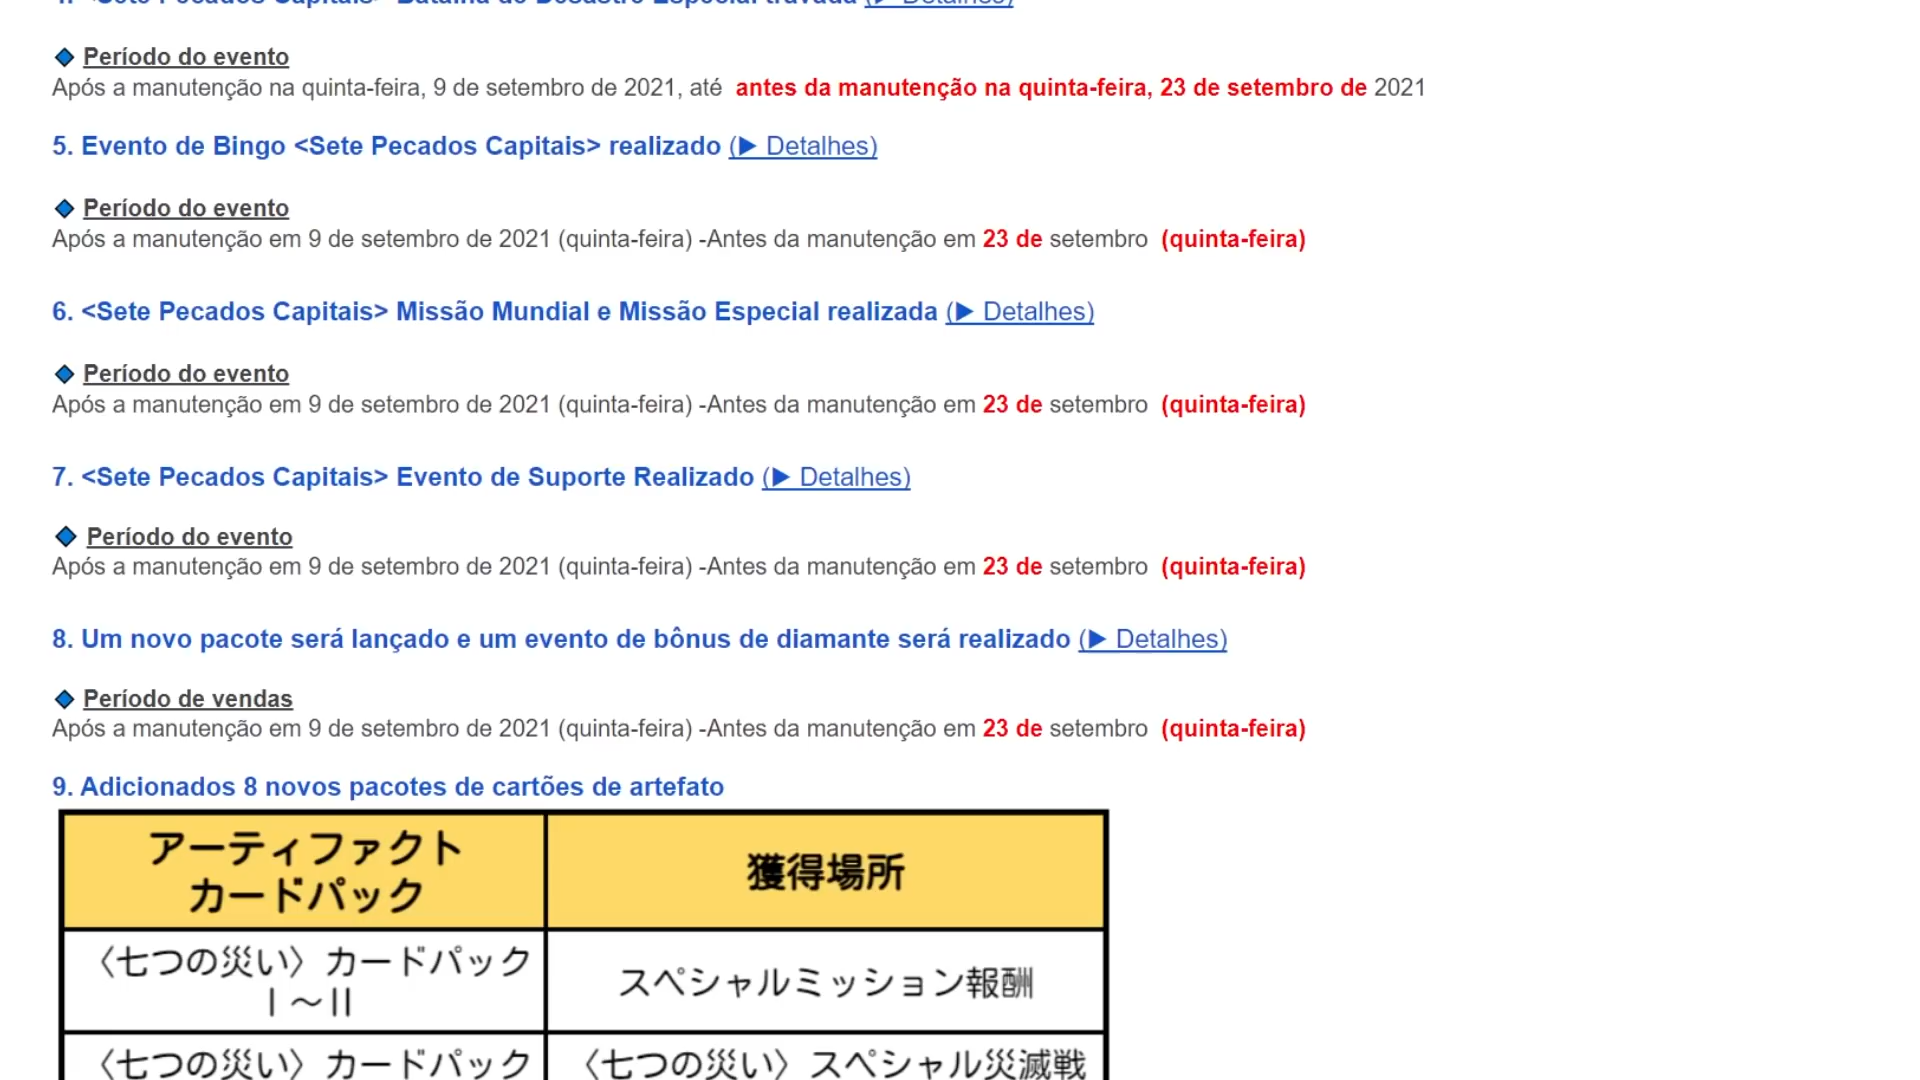 4. <Sete Pecados Capitais> Batalha de Desastre Especial travada (▶ Detalhes)
Período do evento
Após a manutenção na quinta-feira, 9 de setembro de 2021, até antes da manutenção na quinta-feira, 23 de setembro de 2021
5. Evento de Bingo <Sete Pecados Capitais> realizado (▶ Detalhes)
Período do evento
Após a manutenção em 9 de setembro de 2021 (quinta-feira) -Antes da manutenção em 23 de setembro (quinta-feira)
6. <Sete Pecados Capitais> Missão Mundial e Missão Especial realizada (▶ Detalhes)
Período do evento
Após a manutenção em 9 de setembro de 2021 (quinta-feira) -Antes da manutenção em 23 de setembro (quinta-feira)
7. <Sete Pecados Capitais> Evento de Suporte Realizado (▶ Detalhes)
Período do evento
Após a manutenção em 9 de setembro de 2021 (quinta-feira) -Antes da manutenção em 23 de setembro (quinta-feira)
8. Um novo pacote será lançado e um evento de bônus de diamante será realizado (▶ Detalhes)
Período de vendas
Após a manutenção em 9 de setembro de 2021 (quinta-feira) -Antes da manutenção em 23 de setembro (quinta-feira)
9. Adicionados 8 novos pacotes de cartões de artefato
アーティファクト
カードパック
獲得場所
〈七つの災い〉カードパック
Ⅰ～Ⅱ
スペシャルミッション報酬
〈七つの災い〉カードパック
〈七つの災い〉スペシャル災滅戦